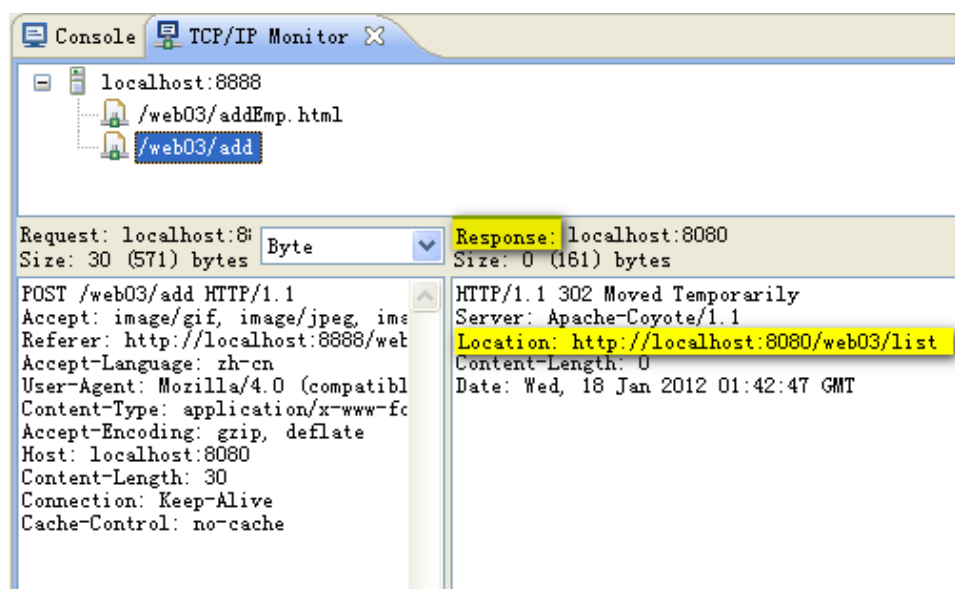 Console TCP/IP Monitor
localhost:8888
/web03/addEmp.html
/web03/add
Request: localhost:8
Size: 30 (571) bytes
Byte
Response: localhost:8080
Size: 0 (161) bytes
POST /web03/add HTTP/1.1
Accept: image/gif, image/jpeg, ima
Referer: http://localhost:8888/web
Accept-Language: zh-cn
User-Agent: Mozilla/4.0 (compatibl
Content-Type: application/x-www-fo
Accept-Encoding: gzip, deflate
Host: localhost:8080
Content-Length: 30
Connection: Keep-Alive
Cache-Control: no-cache
HTTP/1.1 302 Moved Temporarily
Server: Apache-Coyote/1.1
Location: http://localhost:8080/web03/list
Content-Length: 0
Date: Wed, 18 Jan 2012 01:42:47 GMT